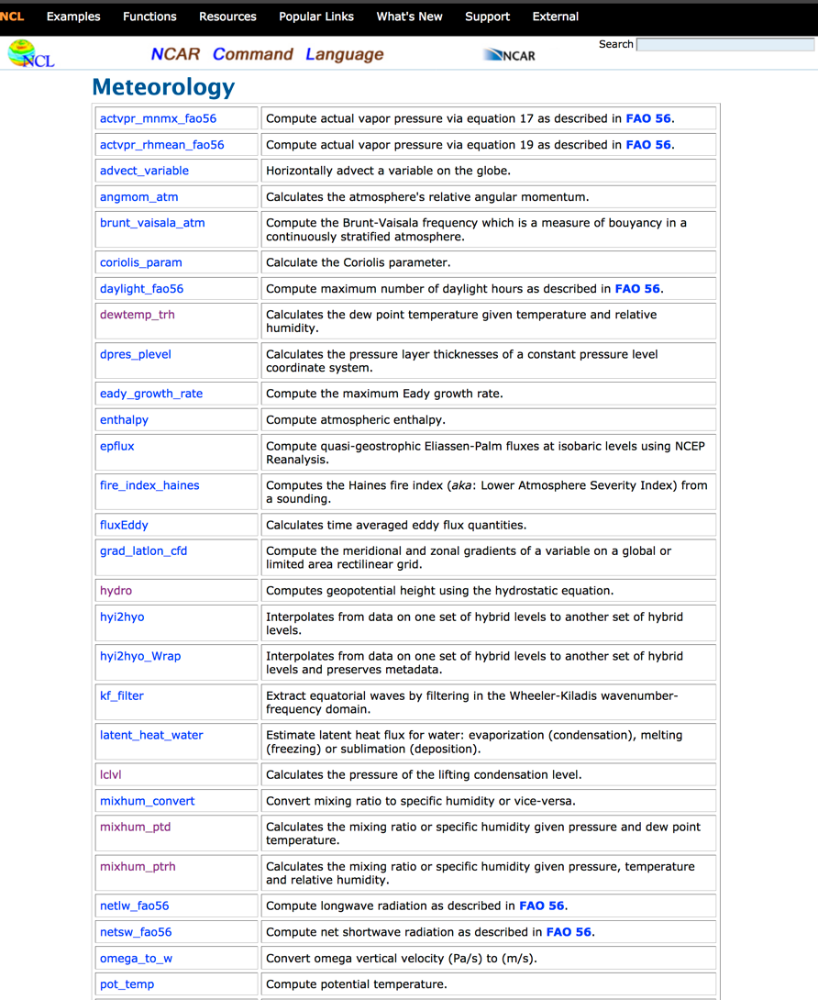 NCL Examples Functions Resources Popular Links What's New Support External
NCL NCAR Command Language NCAR Search
Meteorology
actvpr_mnmx_fao56 Compute actual vapor pressure via equation 17 as described in FAO 56.
actvpr_rhmean_fao56 Compute actual vapor pressure via equation 19 as described in FAO 56.
advect_variable Horizontally advect a variable on the globe.
angmom_atm Calculates the atmosphere's relative angular momentum.
brunt_vaisala_atm Compute the Brunt-Vaisala frequency which is a measure of bouyancy in a
continuously stratified atmosphere.
coriolis_param Calculate the Coriolis parameter.
daylight_fao56 Compute maximum number of daylight hours as described in FAO 56.
dewtemp_trh Calculates the dew point temperature given temperature and relative
humidity.
dpres_plevel Calculates the pressure layer thicknesses of a constant pressure level
coordinate system.
eady_growth_rate Compute the maximum Eady growth rate.
enthalpy Compute atmospheric enthalpy.
epflux Compute quasi-geostrophic Eliassen-Palm fluxes at isobaric levels using NCEP
Reanalysis.
fire_index_haines Computes the Haines fire index (aka: Lower Atmosphere Severity Index) from
a sounding.
fluxEddy Calculates time averaged eddy flux quantities.
grad_latlon_cfd Compute the meridional and zonal gradients of a variable on a global or
limited area rectilinear grid.
hydro Computes geopotential height using the hydrostatic equation.
hyi2hyo Interpolates from data on one set of hybrid levels to another set of hybrid
levels.
hyi2hyo_Wrap Interpolates from data on one set of hybrid levels to another set of hybrid
levels and preserves metadata.
kf_filter Extract equatorial waves by filtering in the Wheeler-Kiladis wavenumber-
frequency domain.
latent_heat_water Estimate latent heat flux for water: evaporization (condensation), melting
(freezing) or sublimation (deposition).
lclvl Calculates the pressure of the lifting condensation level.
mixhum_convert Convert mixing ratio to specific humidity or vice-versa.
mixhum_ptd Calculates the mixing ratio or specific humidity given pressure and dew point
temperature.
mixhum_ptrh Calculates the mixing ratio or specific humidity given pressure, temperature
and relative humidity.
netlw_fao56 Compute longwave radiation as described in FAO 56.
netsw_fao56 Compute net shortwave radiation as described in FAO 56.
omega_to_w Convert omega vertical velocity (Pa/s) to (m/s).
pot_temp Compute potential temperature.